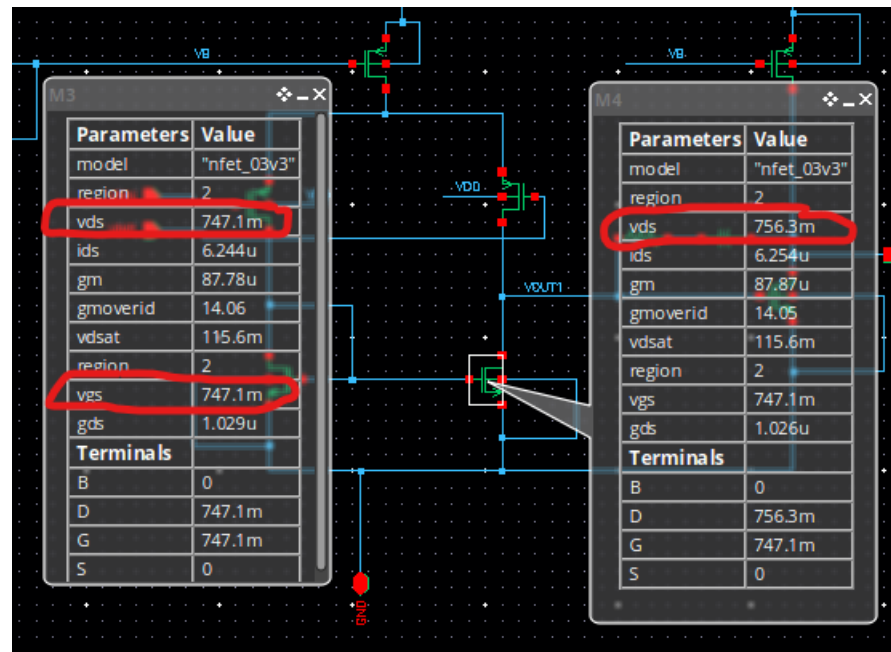 VB
VB
M3
Parameters Value
model "nfet_03v3"
region 2
vds 747.1m
ids 6.244u
gm 87.78u
gmoverid 14.06
vdsat 115.6m
region 2
vgs 747.1m
gds 1.029u
Terminals
B 0
D 747.1m
G 747.1m
S 0
VDD
VOUT1
GND
M4
Parameters Value
model "nfet_03v3"
region 2
vds 756.3m
ids 6.254u
gm 87.87u
gmoverid 14.05
vdsat 115.6m
region 2
vgs 747.1m
gds 1.026u
Terminals
B 0
D 756.3m
G 747.1m
S 0